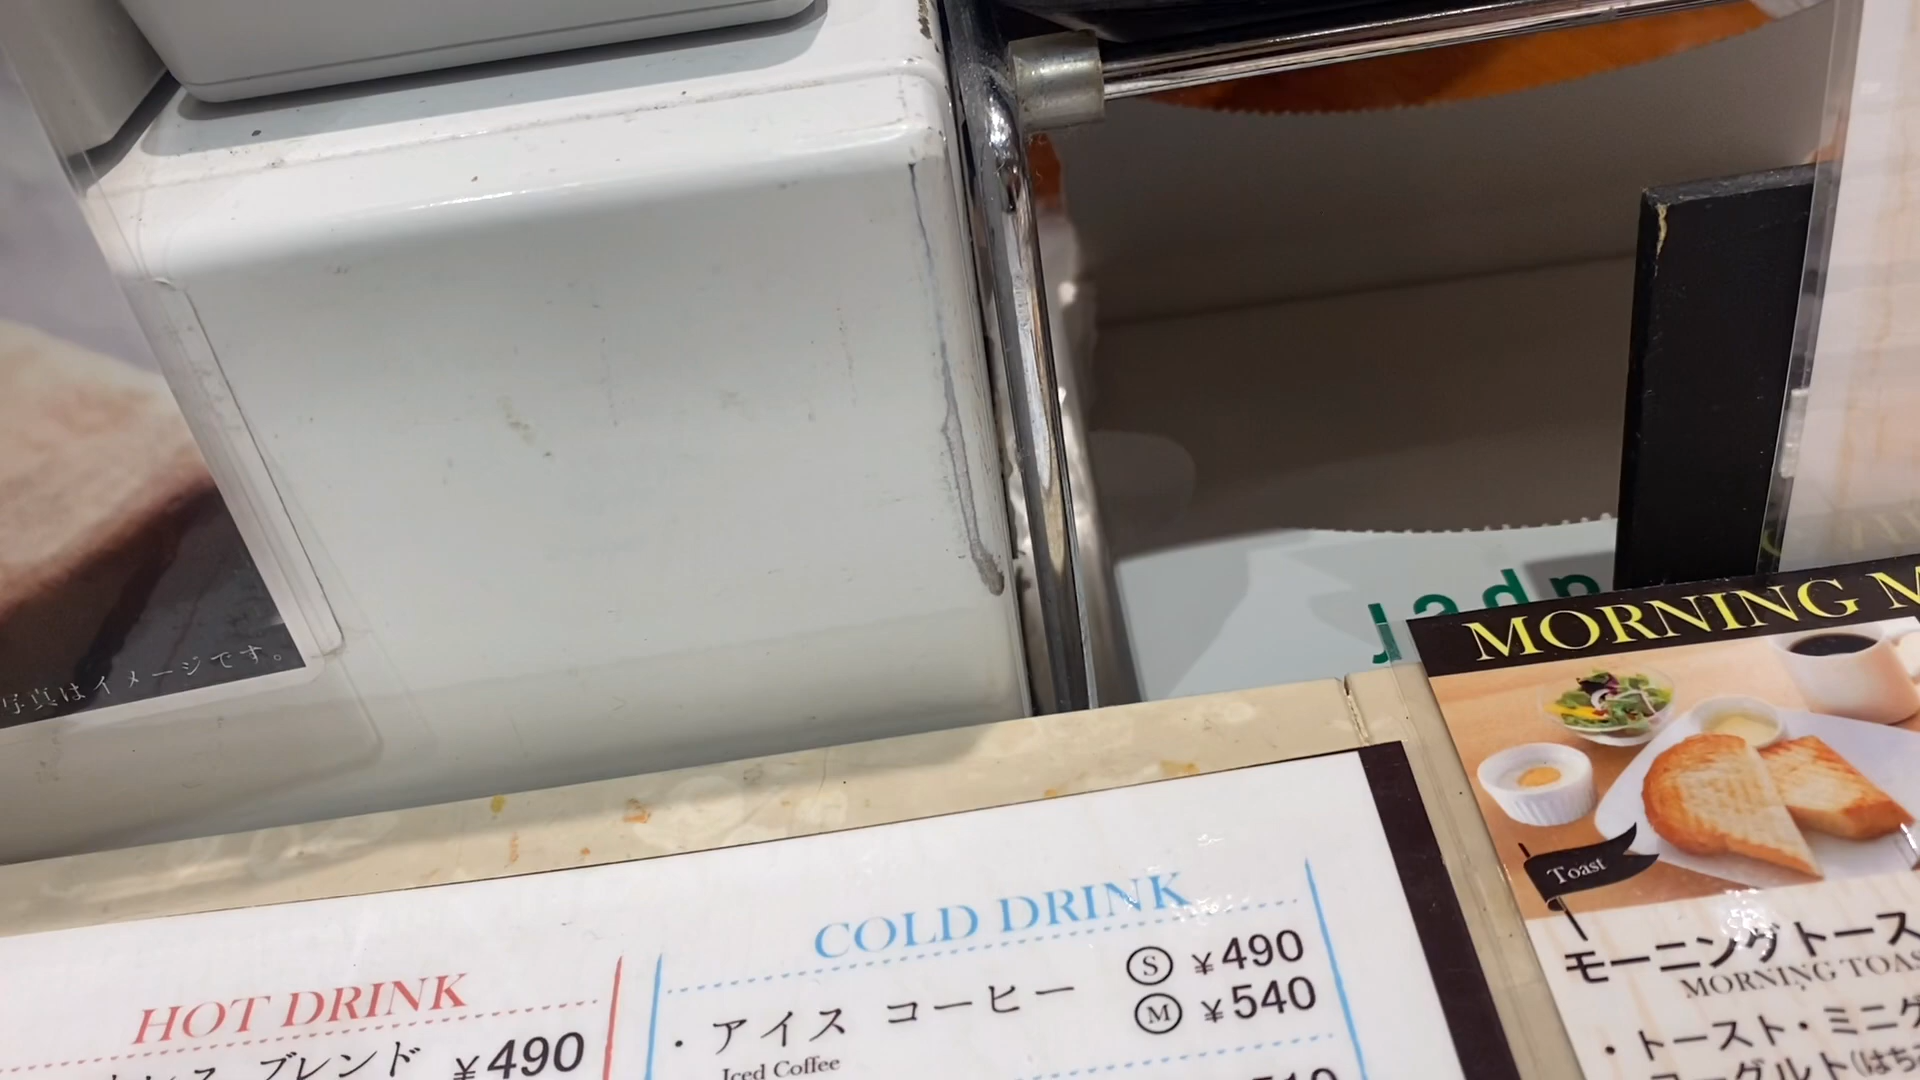 写真はイメージです。
MORNING
Toast
COLD DRINK
HOT DRINK
ブレンド ¥490
・アイス コーヒー Ⓢ ¥490
Iced Coffee Ⓜ ¥540
モーニングトース
MORNING TOAS
・トースト・ミニ